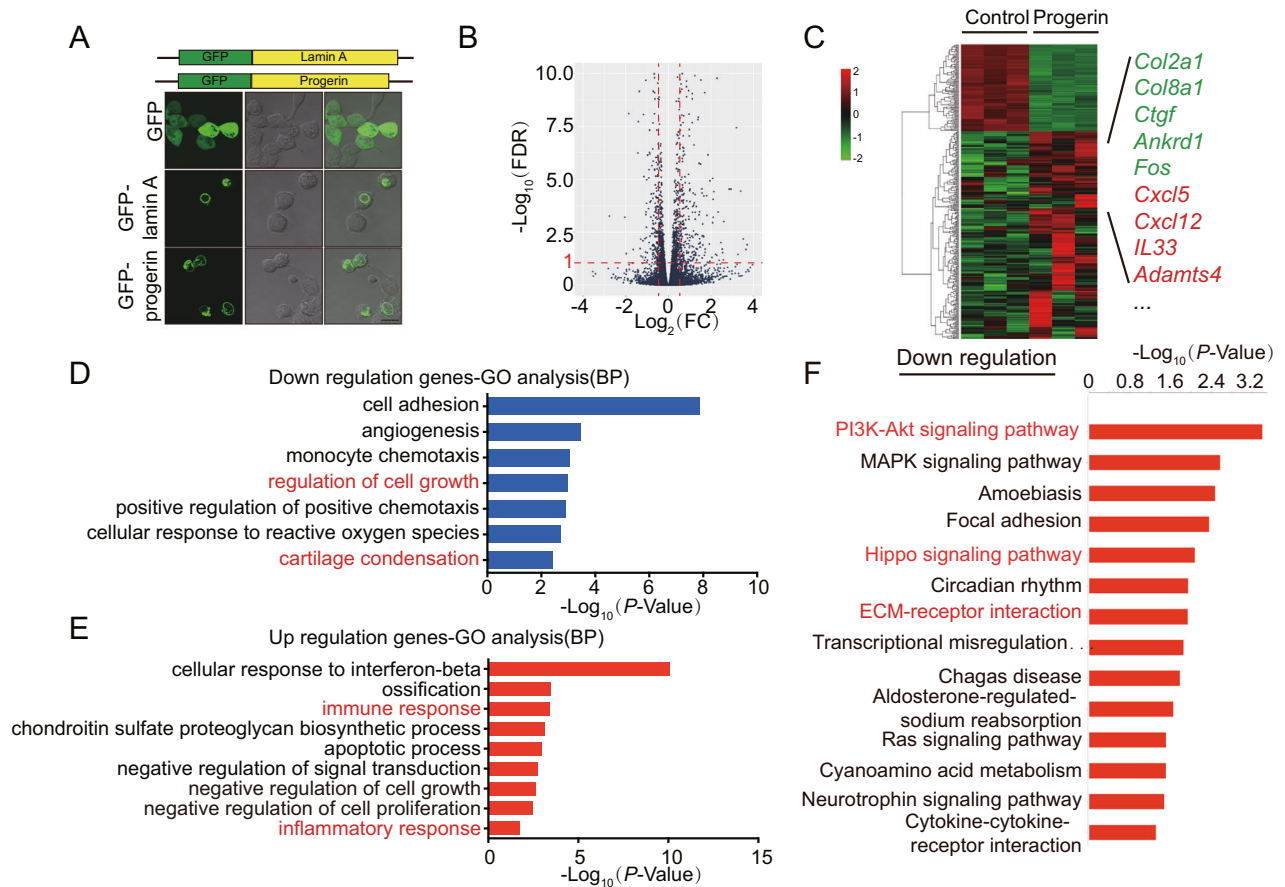 A
GFP
Lamin A
GFP
Progerin
GFP
GFP-
lamin A
GFP-
progerin
B
10.0
7.5
5.0
2.5
1
0
-Log10(FDR)
-4
-2
0
2
4
Log2(FC)
C
Control
Progerin
2
1
0
-1
-2
Col2a1
Col8a1
Ctgf
Ankrd1
Fos
Cxcl5
Cxcl12
IL33
Adamts4
...
D
Down regulation genes-GO analysis(BP)
cell adhesion
angiogenesis
monocyte chemotaxis
regulation of cell growth
positive regulation of positive chemotaxis
cellular response to reactive oxygen species
cartilage condensation
0
2
4
6
8
10
-Log10(P-Value)
E
Up regulation genes-GO analysis(BP)
cellular response to interferon-beta
ossification
immune response
chondroitin sulfate proteoglycan biosynthetic process
apoptotic process
negative regulation of signal transduction
negative regulation of cell growth
negative regulation of cell proliferation
inflammatory response
0
5
10
15
-Log10(P-Value)
F
Down regulation
-Log10(P-Value)
0
0.8
1.6
2.4
3.2
PI3K-Akt signaling pathway
MAPK signaling pathway
Amoebiasis
Focal adhesion
Hippo signaling pathway
Circadian rhythm
ECM-receptor interaction
Transcriptional misregulation...
Chagas disease
Aldosterone-regulated-
sodium reabsorption
Ras signaling pathway
Cyanoamino acid metabolism
Neurotrophin signaling pathway
Cytokine-cytokine-
receptor interaction